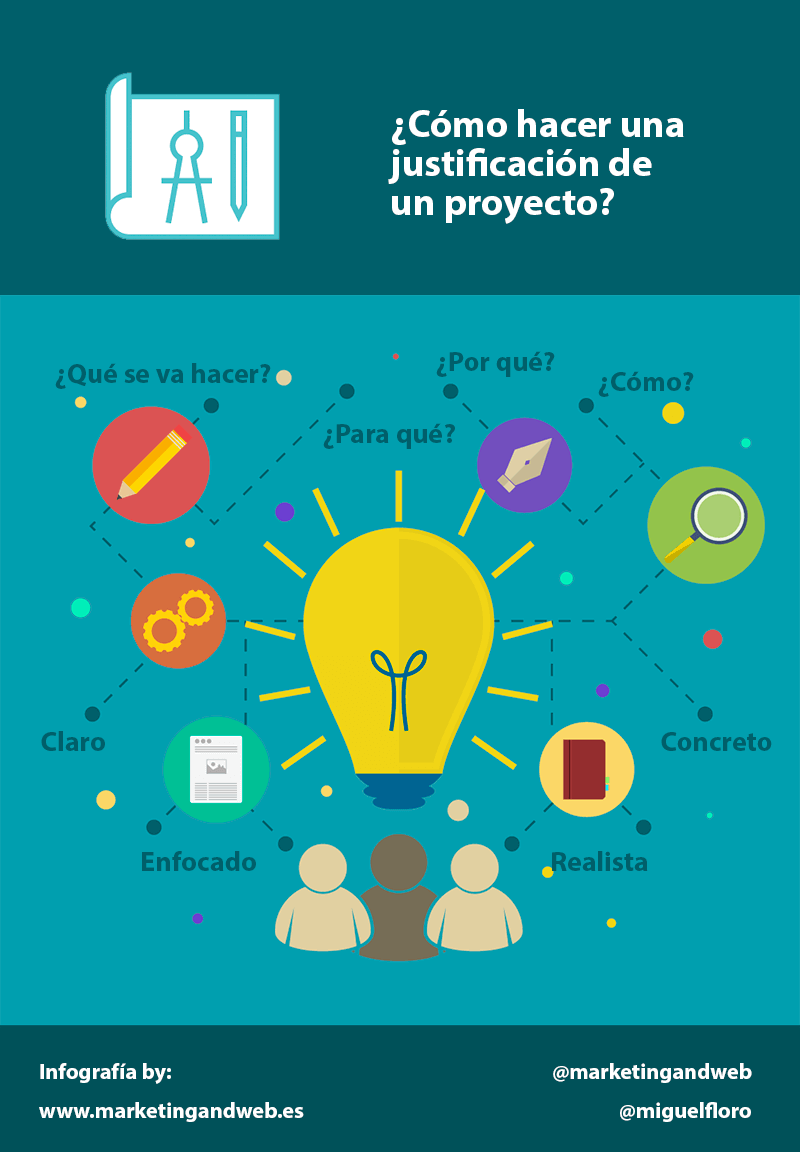 ¿Cómo hacer una
justificación de
un proyecto?
¿Qué se va hacer?
¿Para qué?
¿Por qué?
¿Cómo?
Claro
Concreto
Enfocado
Realista
Infografía by:
@marketingandweb
www.marketingandweb.es
@miguelfloro